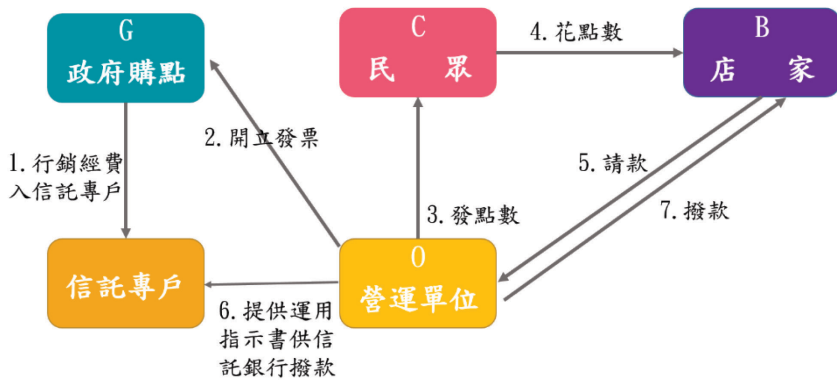 G
政府購點
C
民 眾
4.花點數
B
店 家
1.行銷經費
入信託專戶
2.開立發票
3.發點數
5.請款
7.撥款
信託專戶
O
營運單位
6.提供運用
指示書供信
託銀行撥款